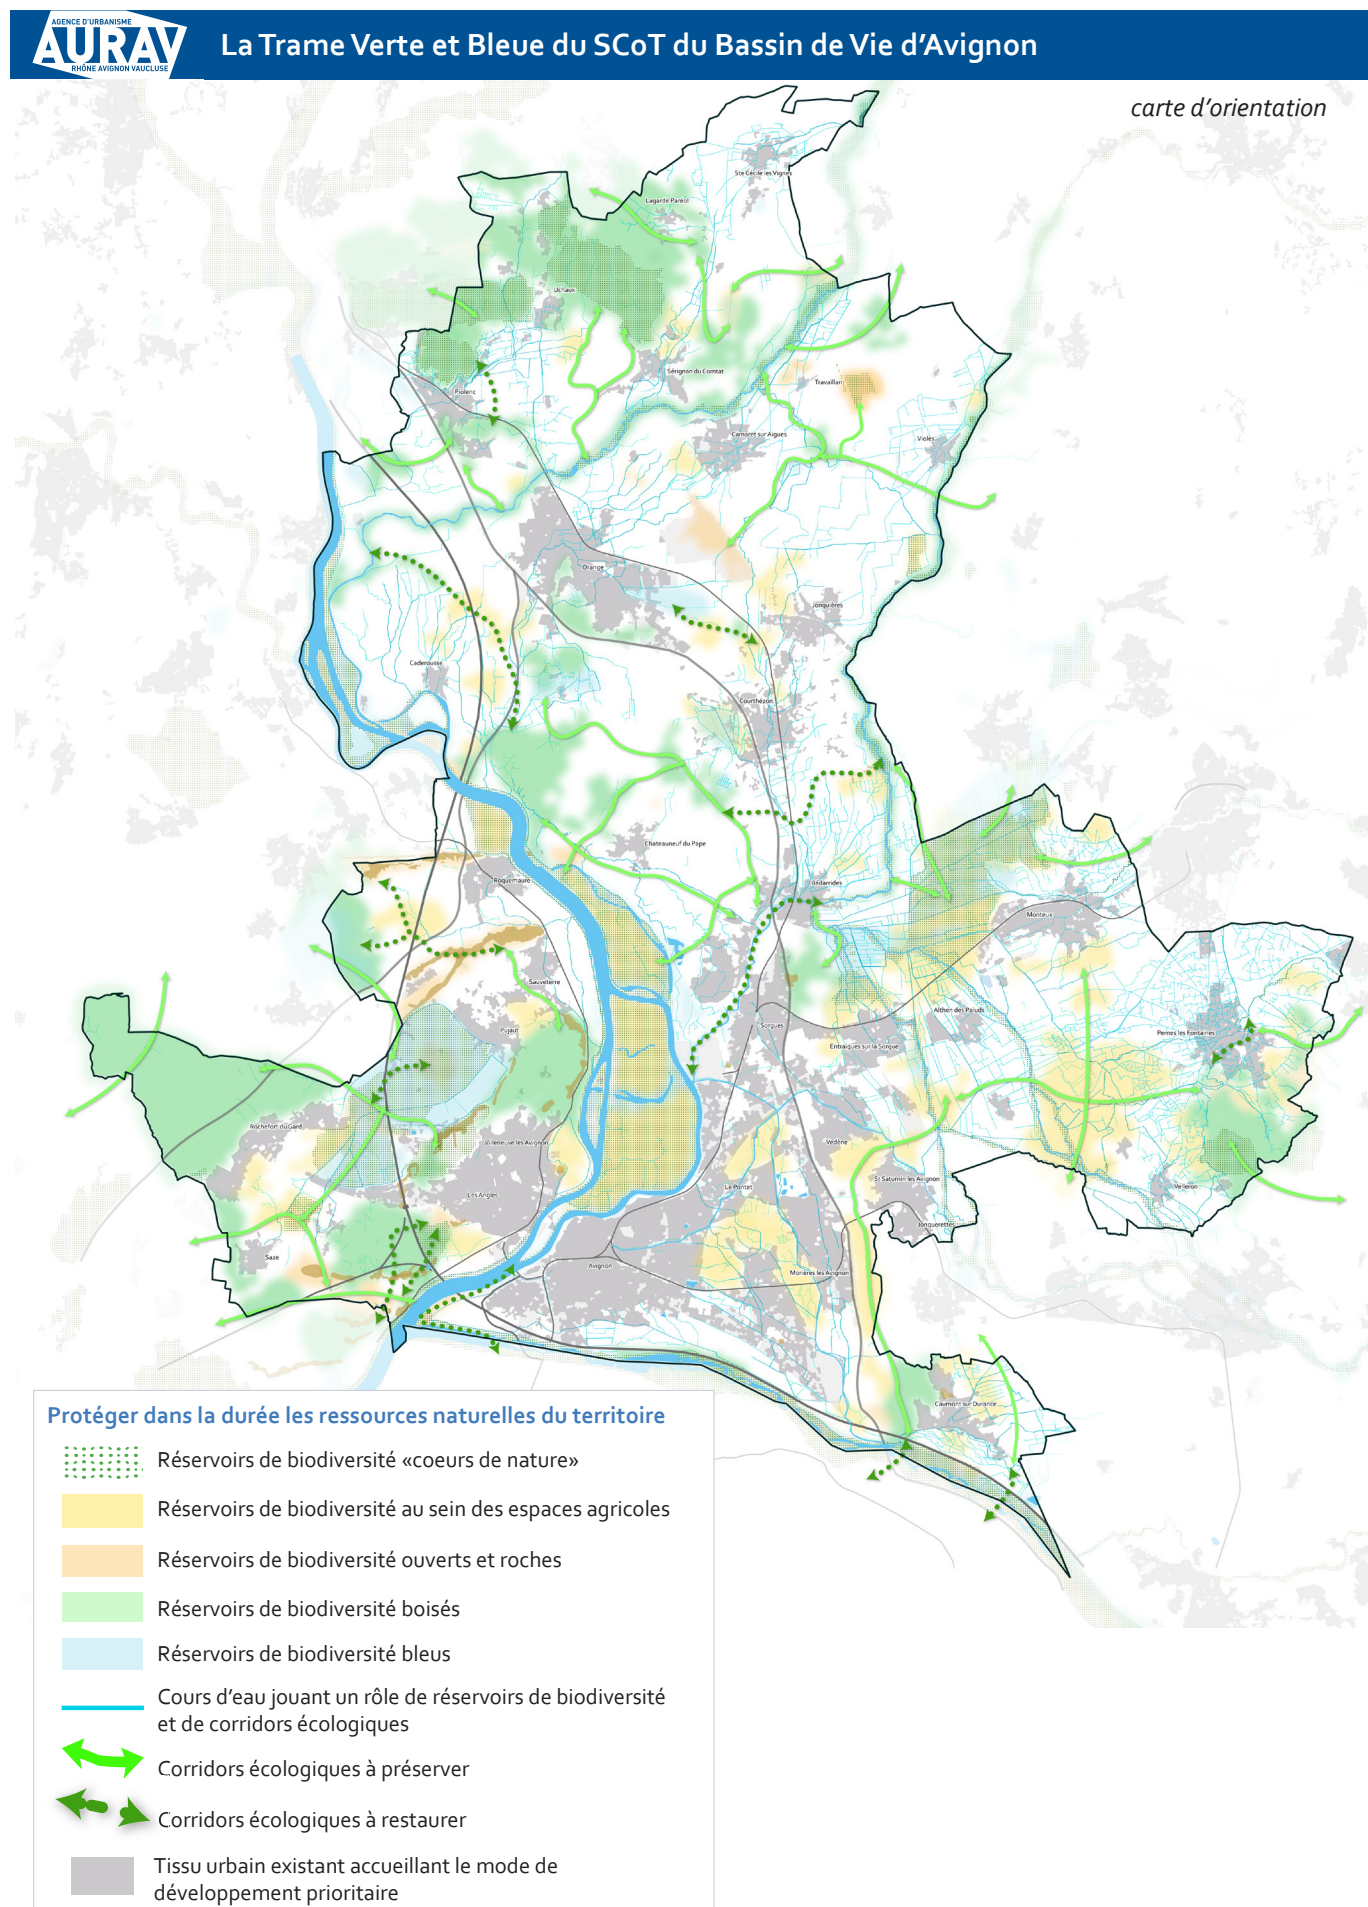 AGENCE D'URBANISME
AURAV
RHÔNE AVIGNON VAUCLUSE
La Trame Verte et Bleue du SCoT du Bassin de Vie d'Avignon
carte d'orientation
Ste Cécile les Vignes
Lagarde Paréol
Uchaux
Sérignan du Comtat
Piolenc
Travaillan
Camaret sur Aigues
Violès
Orange
Jonquières
Caderousse
Courthézon
Chateauneuf du Pape
Roquemaure
Bédarrides
Monteux
Sauveterre
Althen des Paluds
Pujaut
Sorgues
Pernes les Fontaines
Entraigues sur la Sorgue
Rochefort du Gard
Villeneuve les Avignon
Vedène
Les Angles
Le Pontet
St Saturnin les Avignon
Velleron
Jonquerettes
Saze
Avignon
Morières les Avignon
Caumont sur Durance
Protéger dans la durée les ressources naturelles du territoire
Réservoirs de biodiversité «coeurs de nature»
Réservoirs de biodiversité au sein des espaces agricoles
Réservoirs de biodiversité ouverts et roches
Réservoirs de biodiversité boisés
Réservoirs de biodiversité bleus
Cours d'eau jouant un rôle de réservoirs de biodiversité
et de corridors écologiques
Corridors écologiques à préserver
Corridors écologiques à restaurer
Tissu urbain existant accueillant le mode de
développement prioritaire